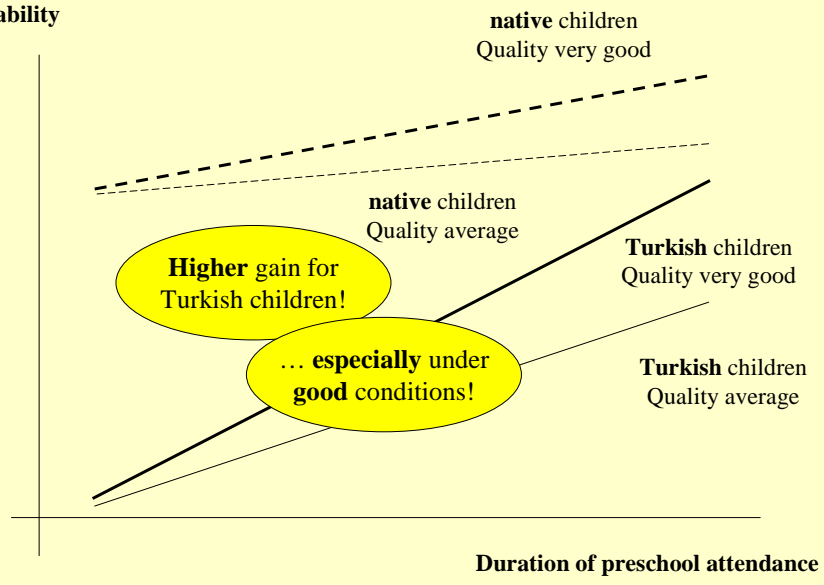 ability
native children
Quality very good
native children
Quality average
Higher gain for
Turkish children!
Turkish children
Quality very good
… especially under
good conditions!
Turkish children
Quality average
Duration of preschool attendance